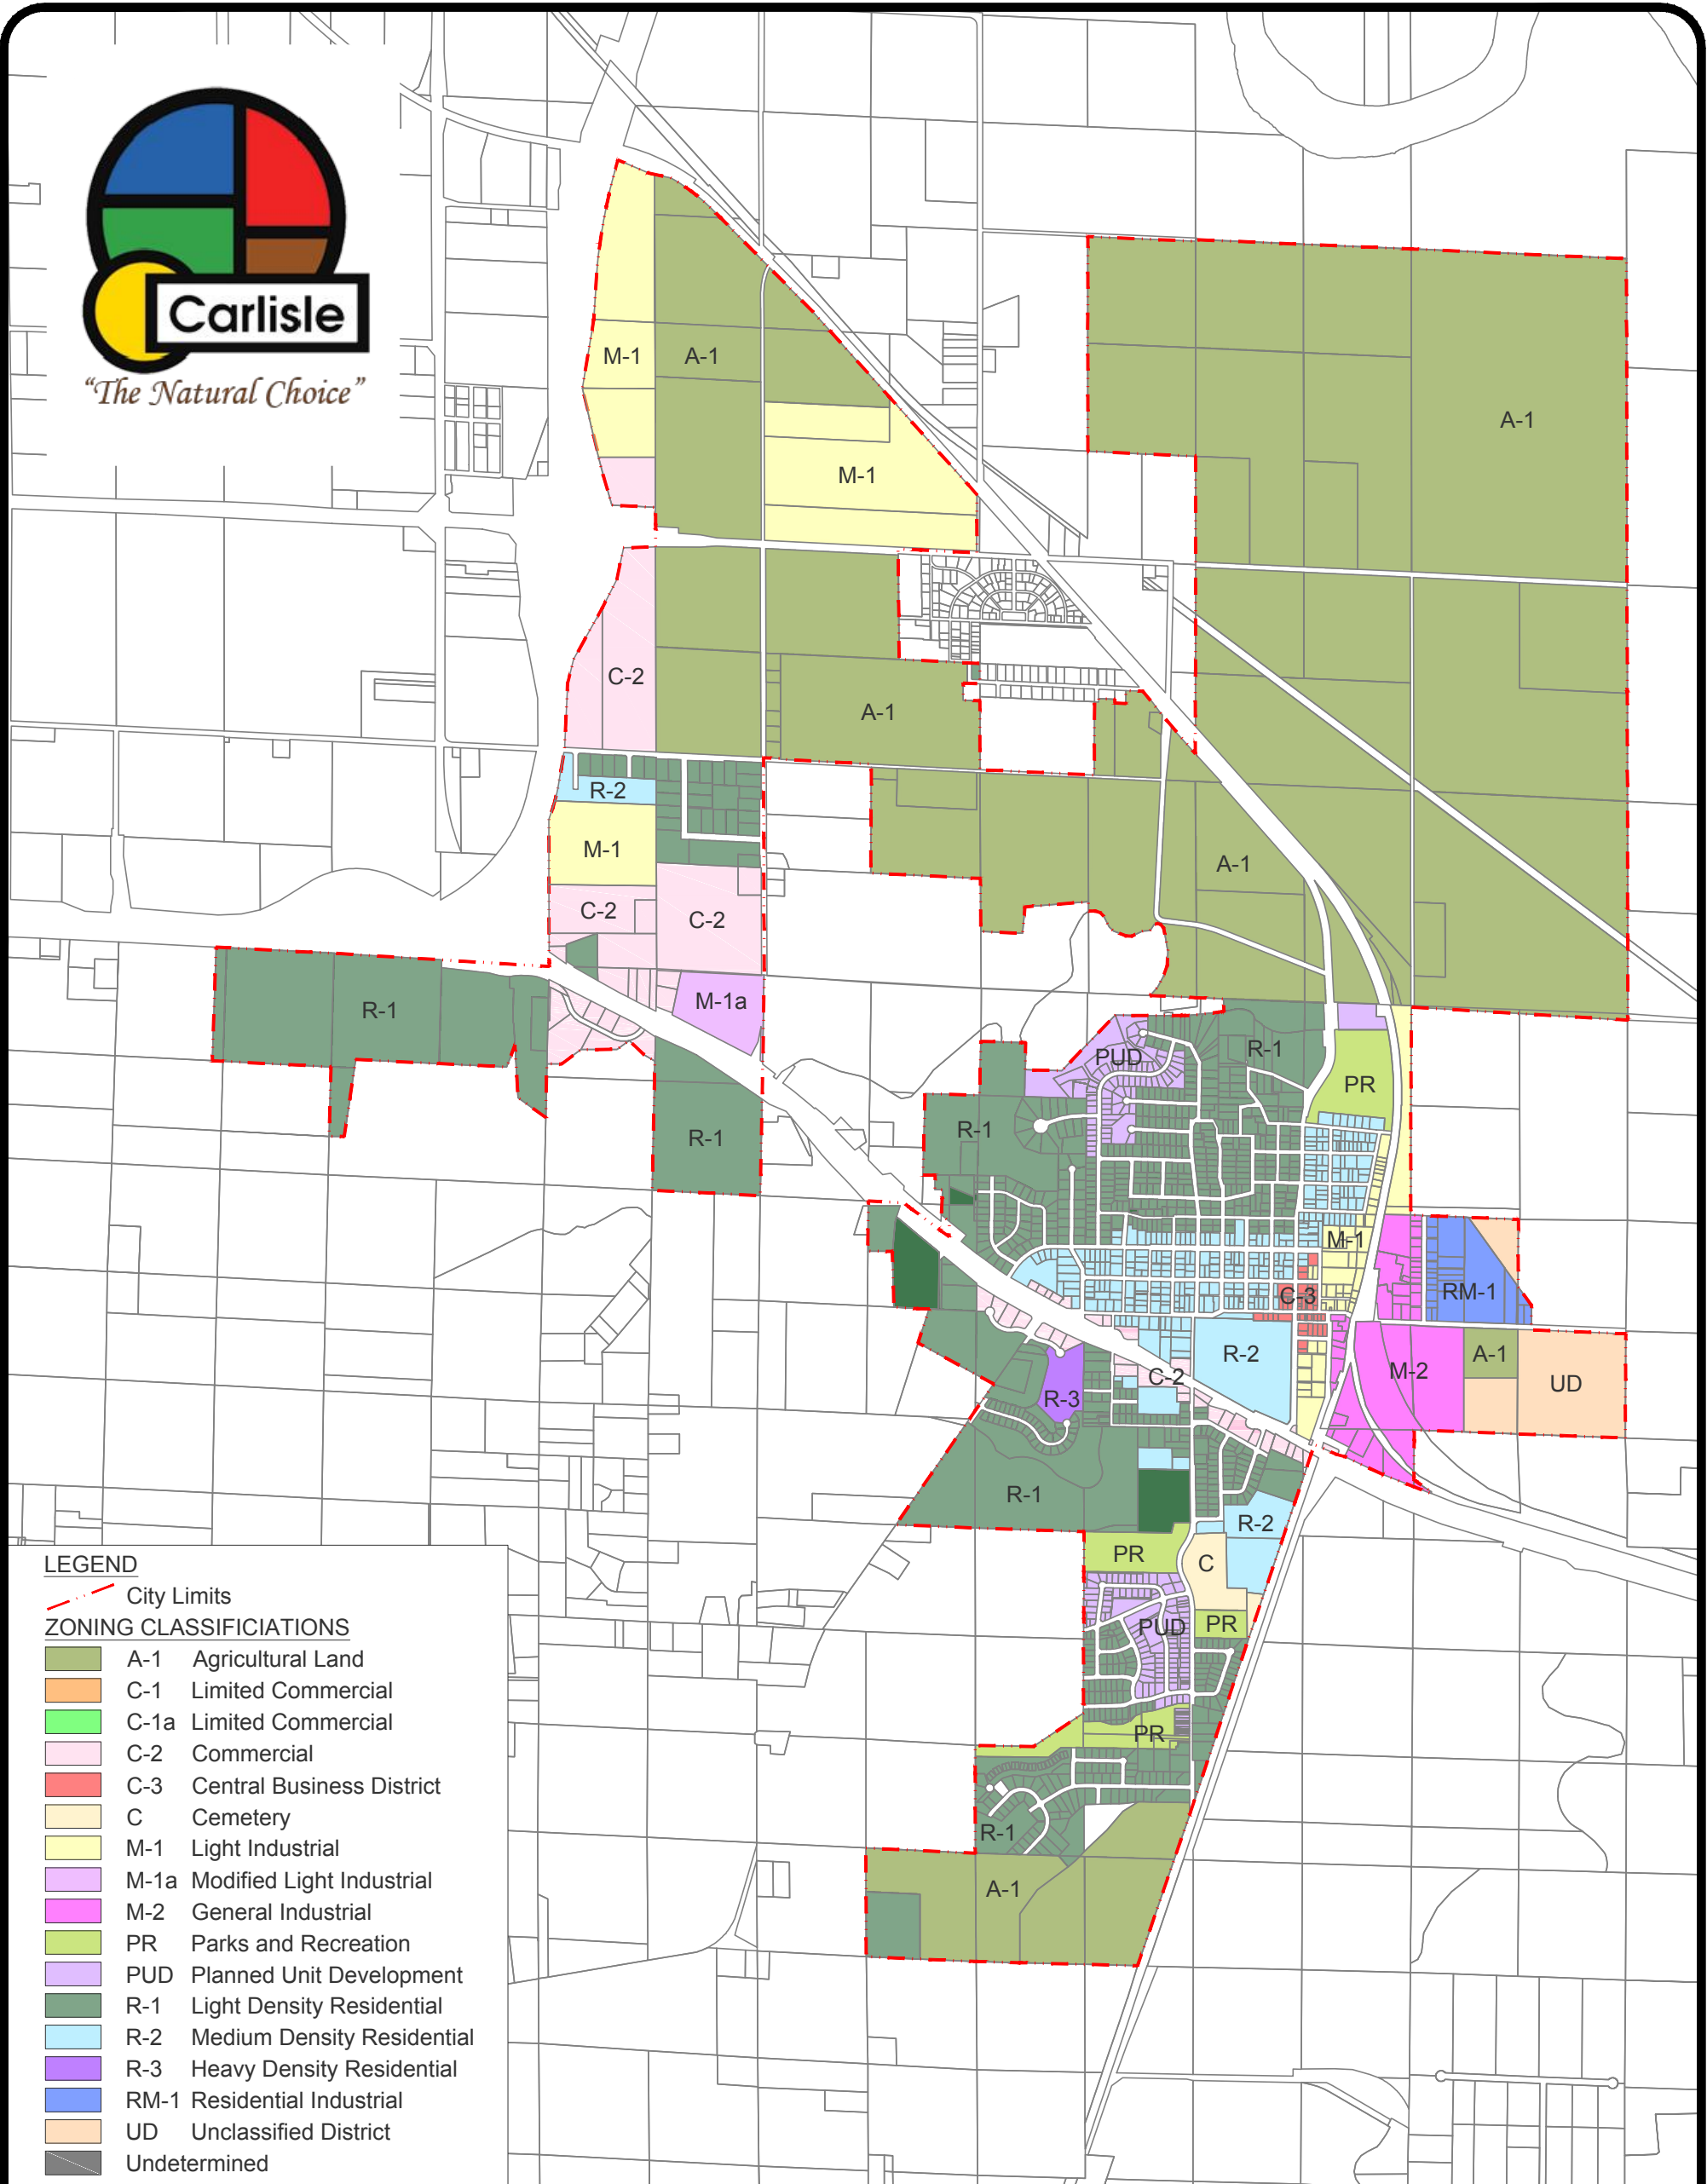 Carlisle
"The Natural Choice"
M-1
A-1
A-1
M-1
C-2
A-1
R-2
M-1
A-1
C-2
C-2
M-1a
R-1
PUD
R-1
PR
R-1
R-1
M-1
RM-1
C-3
R-2
A-1
M-2
C-2
UD
R-3
R-1
R-2
PR
C
PUD
PR
PR
R-1
A-1
LEGEND
City Limits
ZONING CLASSIFICIATIONS
A-1 Agricultural Land
C-1 Limited Commercial
C-1a Limited Commercial
C-2 Commercial
C-3 Central Business District
C Cemetery
M-1 Light Industrial
M-1a Modified Light Industrial
M-2 General Industrial
PR Parks and Recreation
PUD Planned Unit Development
R-1 Light Density Residential
R-2 Medium Density Residential
R-3 Heavy Density Residential
RM-1 Residential Industrial
UD Unclassified District
Undetermined